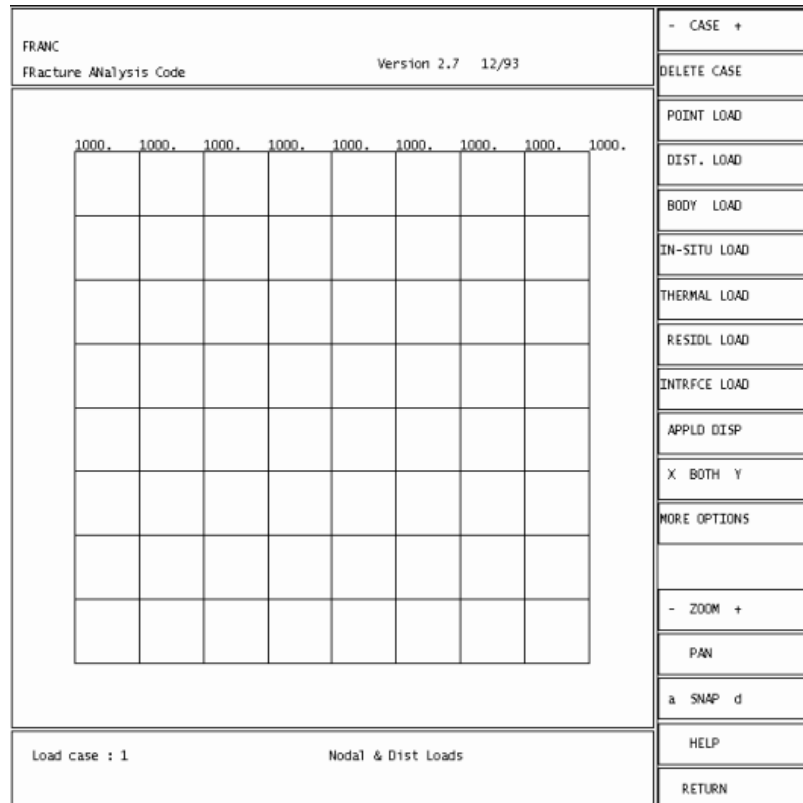 FRANC
FRacture ANalysis Code
Version 2.7 12/93
1000. 1000. 1000. 1000. 1000. 1000. 1000. 1000. 1000.
Load case : 1
Nodal & Dist Loads
- CASE +
DELETE CASE
POINT LOAD
DIST. LOAD
BODY LOAD
IN-SITU LOAD
THERMAL LOAD
RESIDL LOAD
INTRFCE LOAD
APPLD DISP
X BOTH Y
MORE OPTIONS
- ZOOM +
PAN
a SNAP d
HELP
RETURN